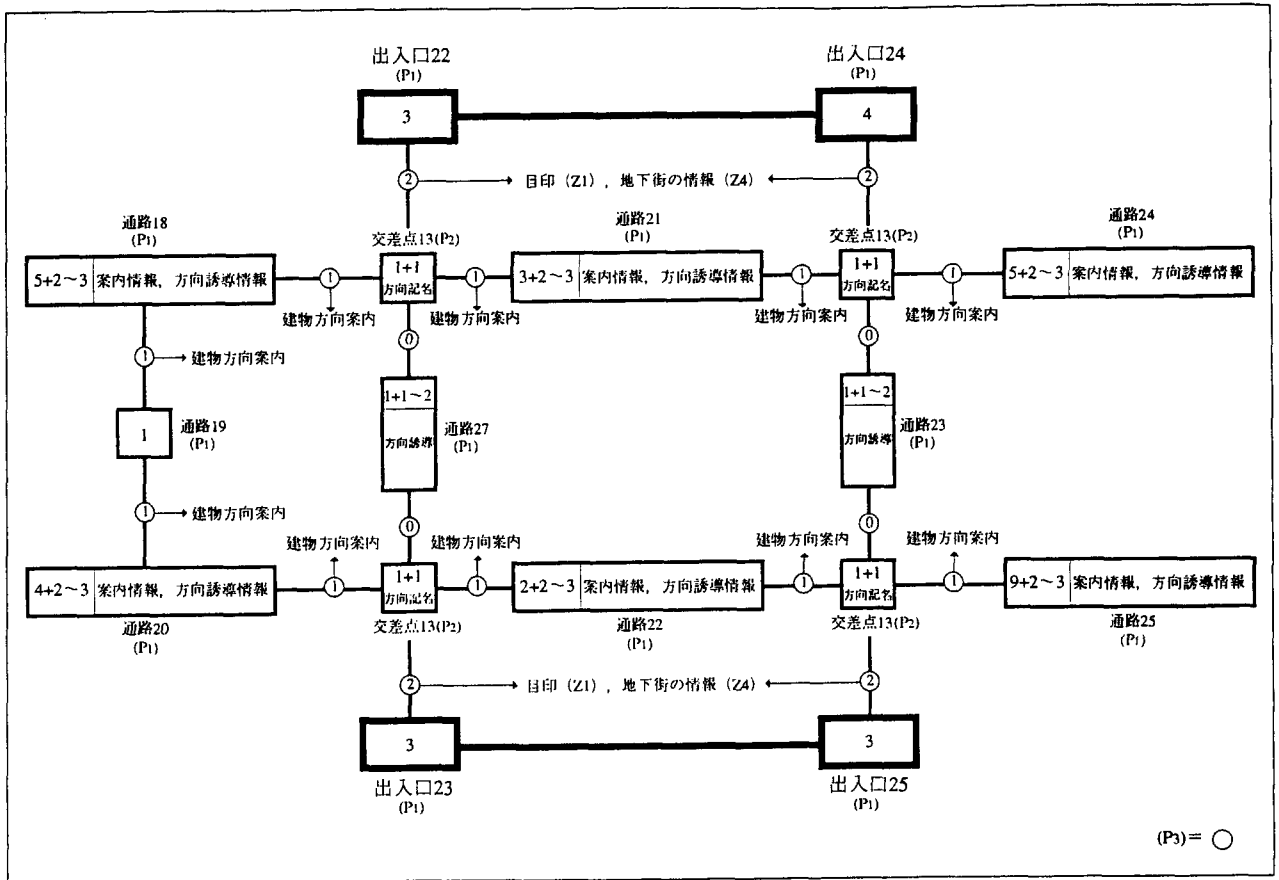 出入口22
(P1)
3
出入口24
(P1)
4
2
目印（Z1），地下街の情報（Z4）
2
通路18
(P1)
5+2～3 案内情報，方向誘導情報
1
建物方向案内
交差点13(P2)
1+1
方向記名
1
建物方向案内
通路21
(P1)
3+2～3 案内情報，方向誘導情報
1
建物方向案内
交差点13(P2)
1+1
方向記名
1
建物方向案内
通路24
(P1)
5+2～3 案内情報，方向誘導情報
1
建物方向案内
0
0
1
通路19
(P1)
1+1～2
方向誘導
通路27
(P1)
1+1～2
方向誘導
通路23
(P1)
1
建物方向案内
0
0
4+2～3 案内情報，方向誘導情報
通路20
(P1)
建物方向案内
1
1+1
方向記名
交差点13(P2)
建物方向案内
1
2+2～3 案内情報，方向誘導情報
通路22
(P1)
建物方向案内
1
1+1
方向記名
交差点13(P2)
建物方向案内
1
9+2～3 案内情報，方向誘導情報
通路25
(P1)
2
目印（Z1），地下街の情報（Z4）
2
3
出入口23
(P1)
3
出入口25
(P1)
(P3)= ○